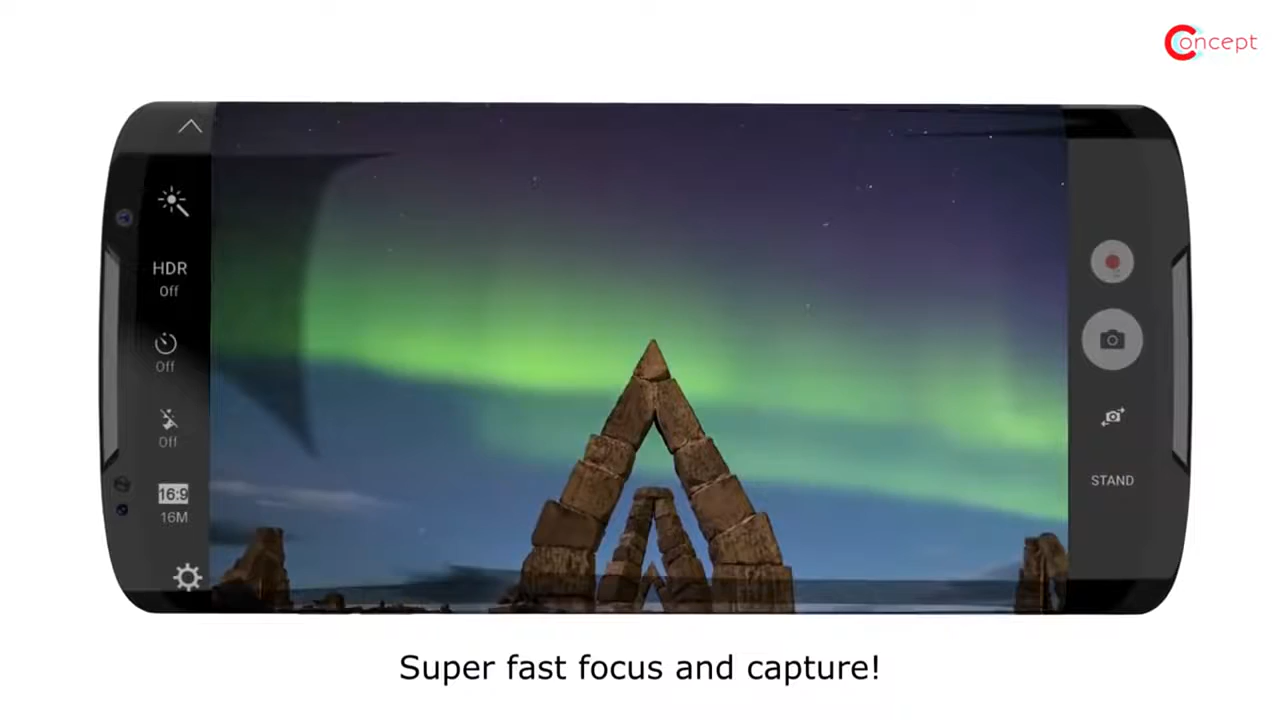 Concept
HDR
Off
Off
Off
16:9
16M
STAND
Super fast focus and capture!